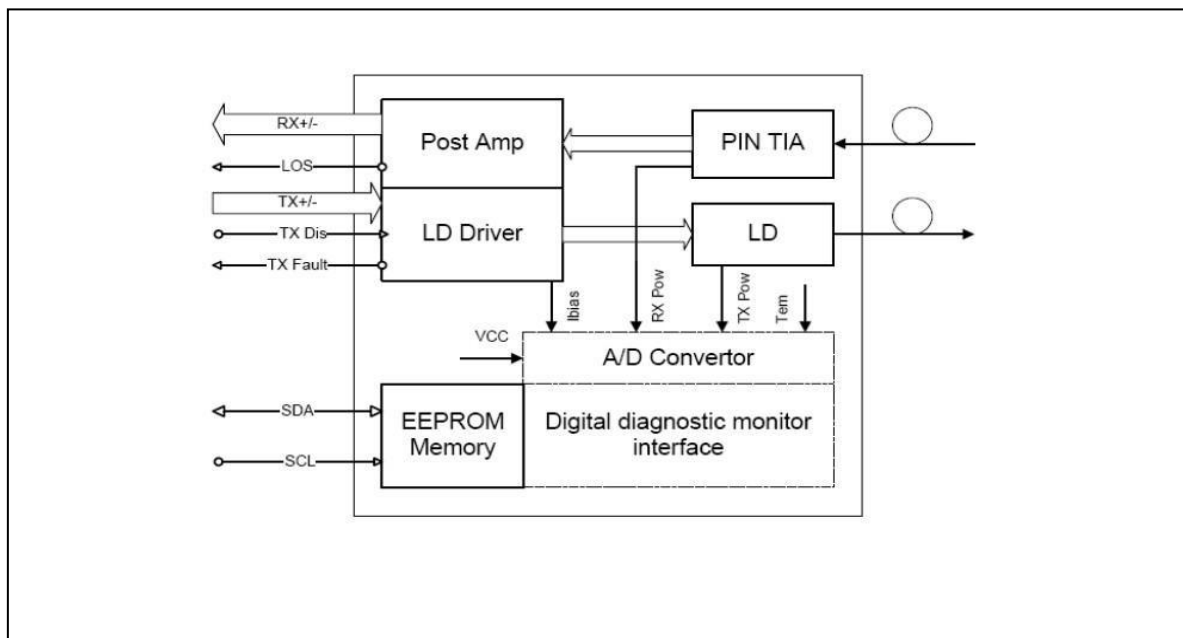 RX+/-
Post Amp
PIN TIA
LOS
TX+/-
TX Dis
LD Driver
LD
TX Fault
Ibias
RX Pow
TX Pow
Tem
VCC
A/D Convertor
SDA
EEPROM
Memory
Digital diagnostic monitor
interface
SCL